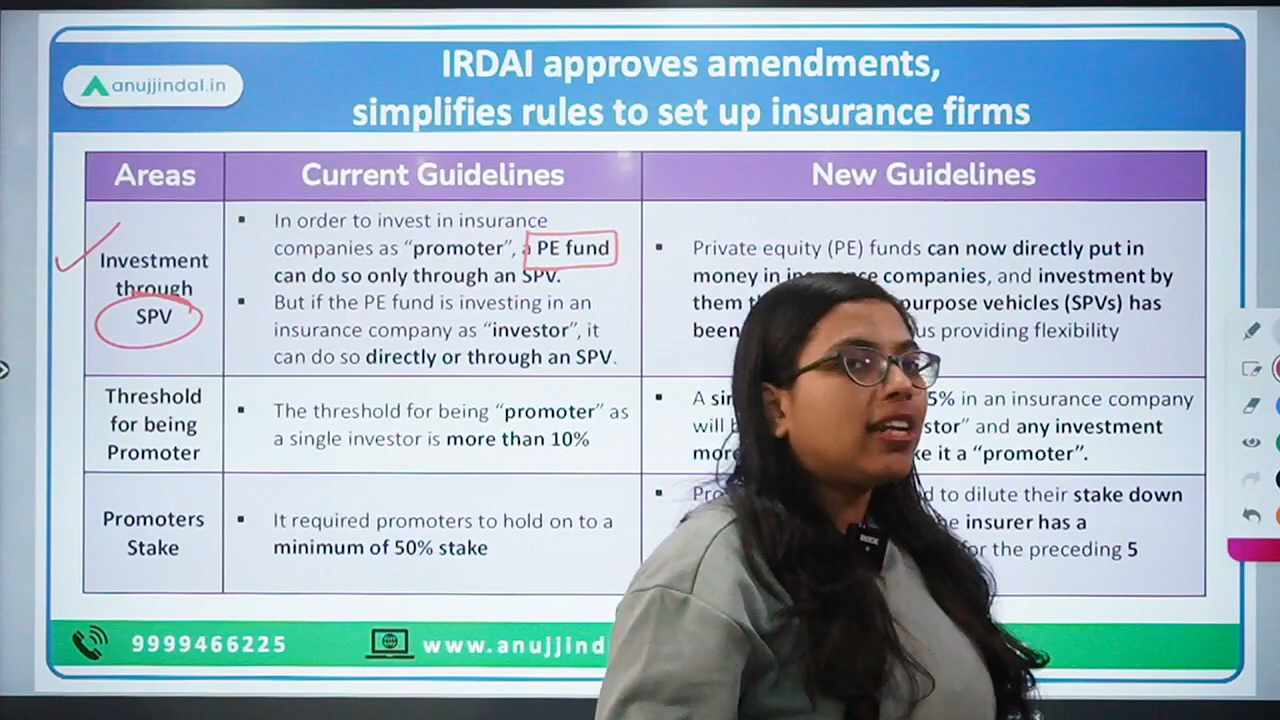 IRDAI approves amendments,
simplifies rules to set up insurance firms
anujjindal.in
Areas
Current Guidelines
New Guidelines
Investment
through
SPV
▪ In order to invest in insurance
companies as “promoter”, a PE fund
can do so only through an SPV.
▪ But if the PE fund is investing in an
insurance company as “investor”, it
can do so directly or through an SPV.
▪ Private equity (PE) funds can now directly put in
money in companies, and investment by
them purpose vehicles (SPVs) has
been providing flexibility
Threshold
for being
Promoter
▪ The threshold for being “promoter” as
a single investor is more than 10%
▪ A 5% in an insurance company
will and any investment
it a “promoter”.
Promoters
Stake
▪ It required promoters to hold on to a
minimum of 50% stake
▪ to dilute their stake down
insurer has a
the preceding 5
9999466225
www.anujjind